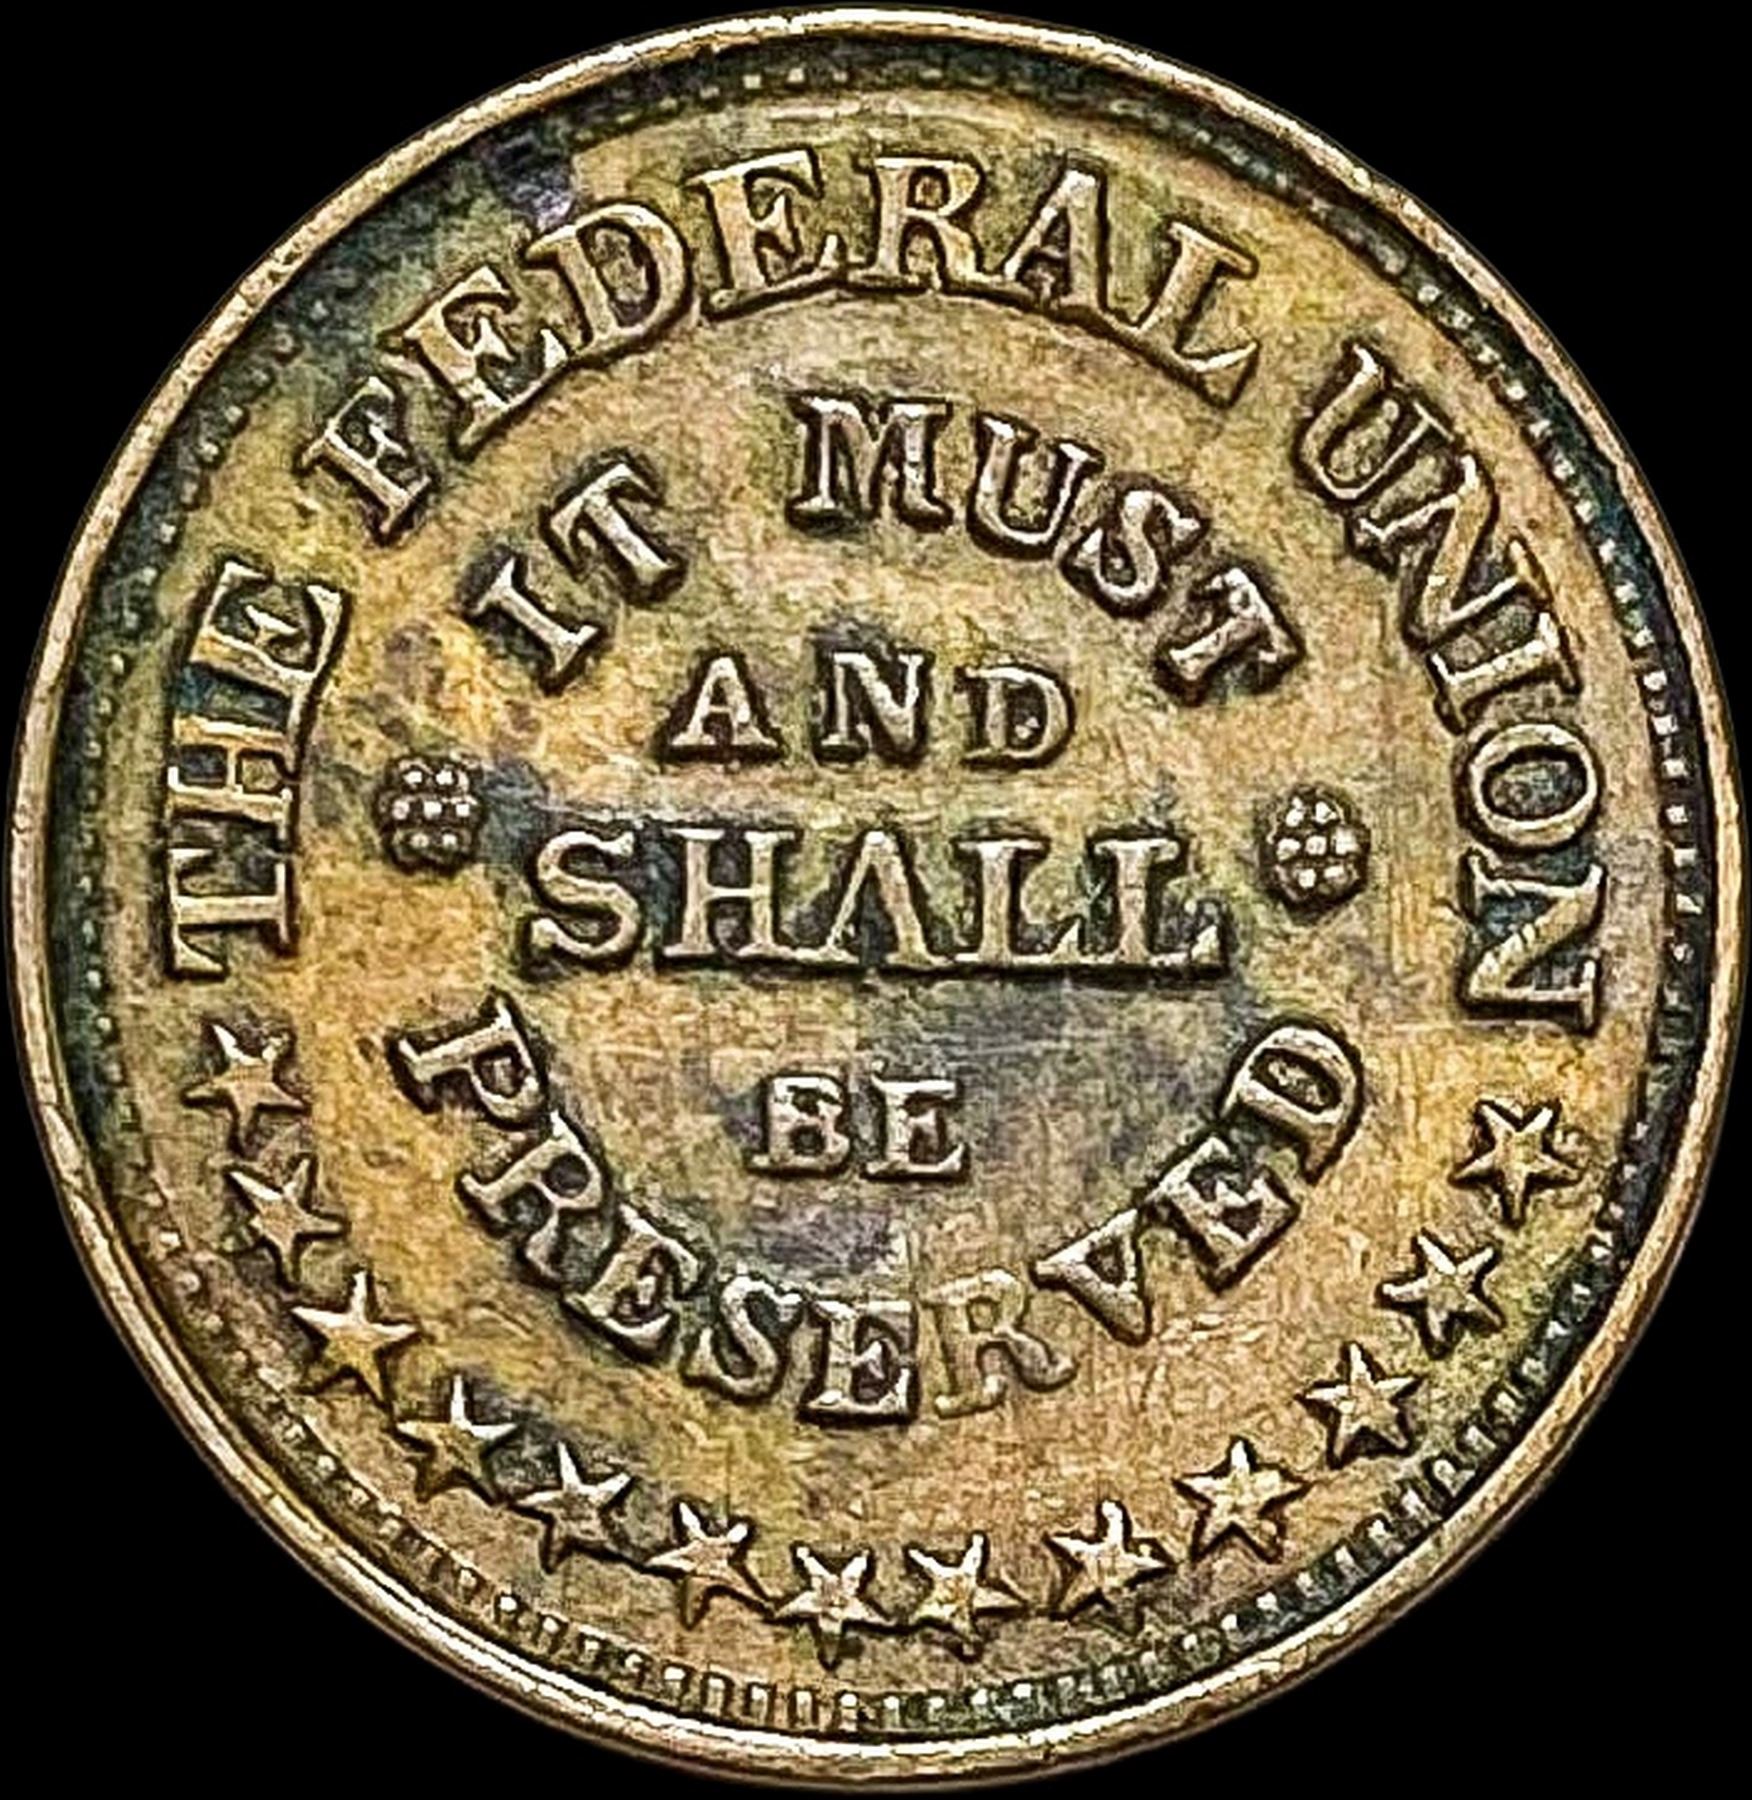 THE FEDERAL UNION
IT MUST
AND
SHALL
BE
PRESERVED